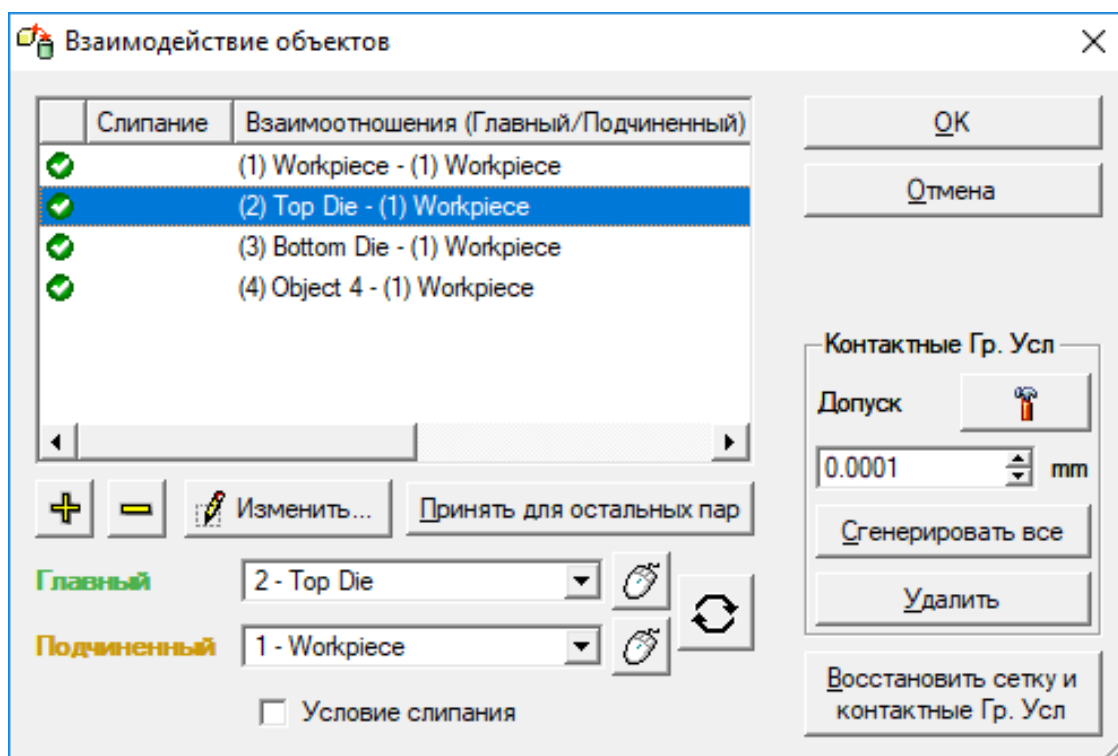 Взаимодействие объектов
Слипание Взаимоотношения (Главный/Подчиненный)
(1) Workpiece - (1) Workpiece
(2) Top Die - (1) Workpiece
(3) Bottom Die - (1) Workpiece
(4) Object 4 - (1) Workpiece
OK
Отмена
Контактные Гр. Усл
Допуск
0.0001 mm
Сгенерировать все
Удалить
Восстановить сетку и
контактные Гр. Усл
Изменить... Принять для остальных пар
Главный 2 - Top Die
Подчиненный 1 - Workpiece
Условие слипания